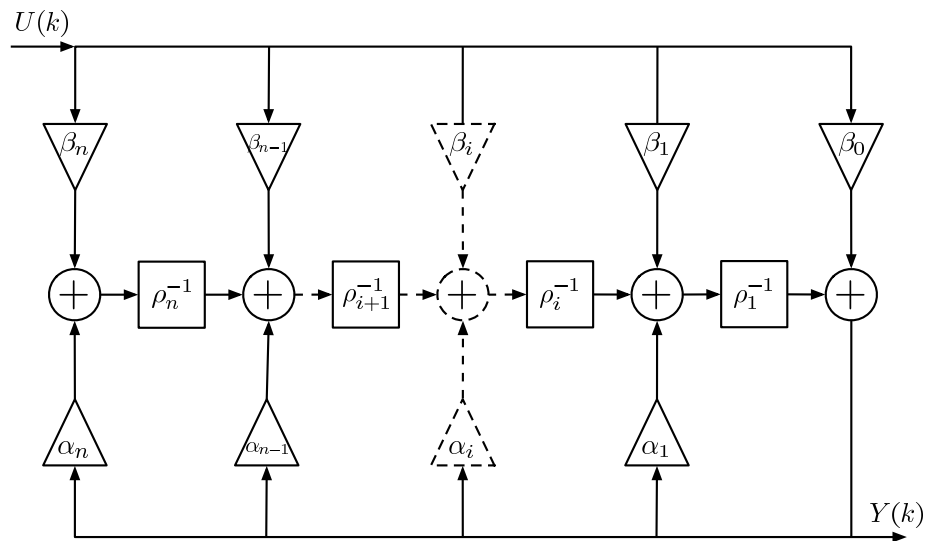 U(k)
βₙ βₙ₋₁ βᵢ β₁ β₀
+ ρₙ⁻¹ + ρᵢ₊₁⁻¹ + ρᵢ⁻¹ + ρ₁⁻¹ +
αₙ αₙ₋₁ αᵢ α₁
Y(k)